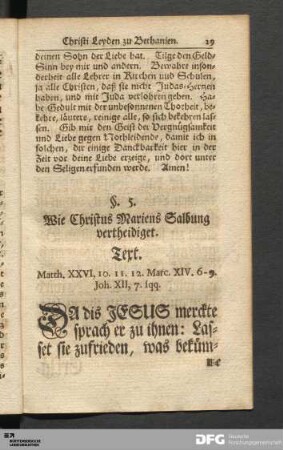 Christi Leyden zu Bethanien. 19
deinen Sohn der Liebe hat. Tilge den Geld-
Sinn bey mir und andern. Bewahre inson-
derheit alle Lehrer in Kirchen und Schulen,
ja alle Christen, daß sie nicht Judas-Hertzen
haben, und mit Juda verlohren gehen. Ha-
be Gedult mit der unbesonnenen Thorheit, be-
kehre, läutere, reinige alle, so sich bekehren las-
sen. Gib mir den Geist der Vergnügsamkeit
und Liebe gegen Nothleidende, damit ich in
solchen, dir einige Danckbarkeit hier in der
Zeit vor deine Liebe erzeige, und dort unter
den Seligen erfunden werde. Amen!
§. 5.
Wie Christus Mariens Salbung
vertheidiget.
Text.
Matth. XXVI, 10. 11. 12. Marc. XIV. 6-9.
Joh. XII, 7. sqq.
DA dis JESUS merckte
sprach er zu ihnen: Las-
set sie zufrieden, was beküm-
DFG Deutsche
Forschungsgemeinschaft